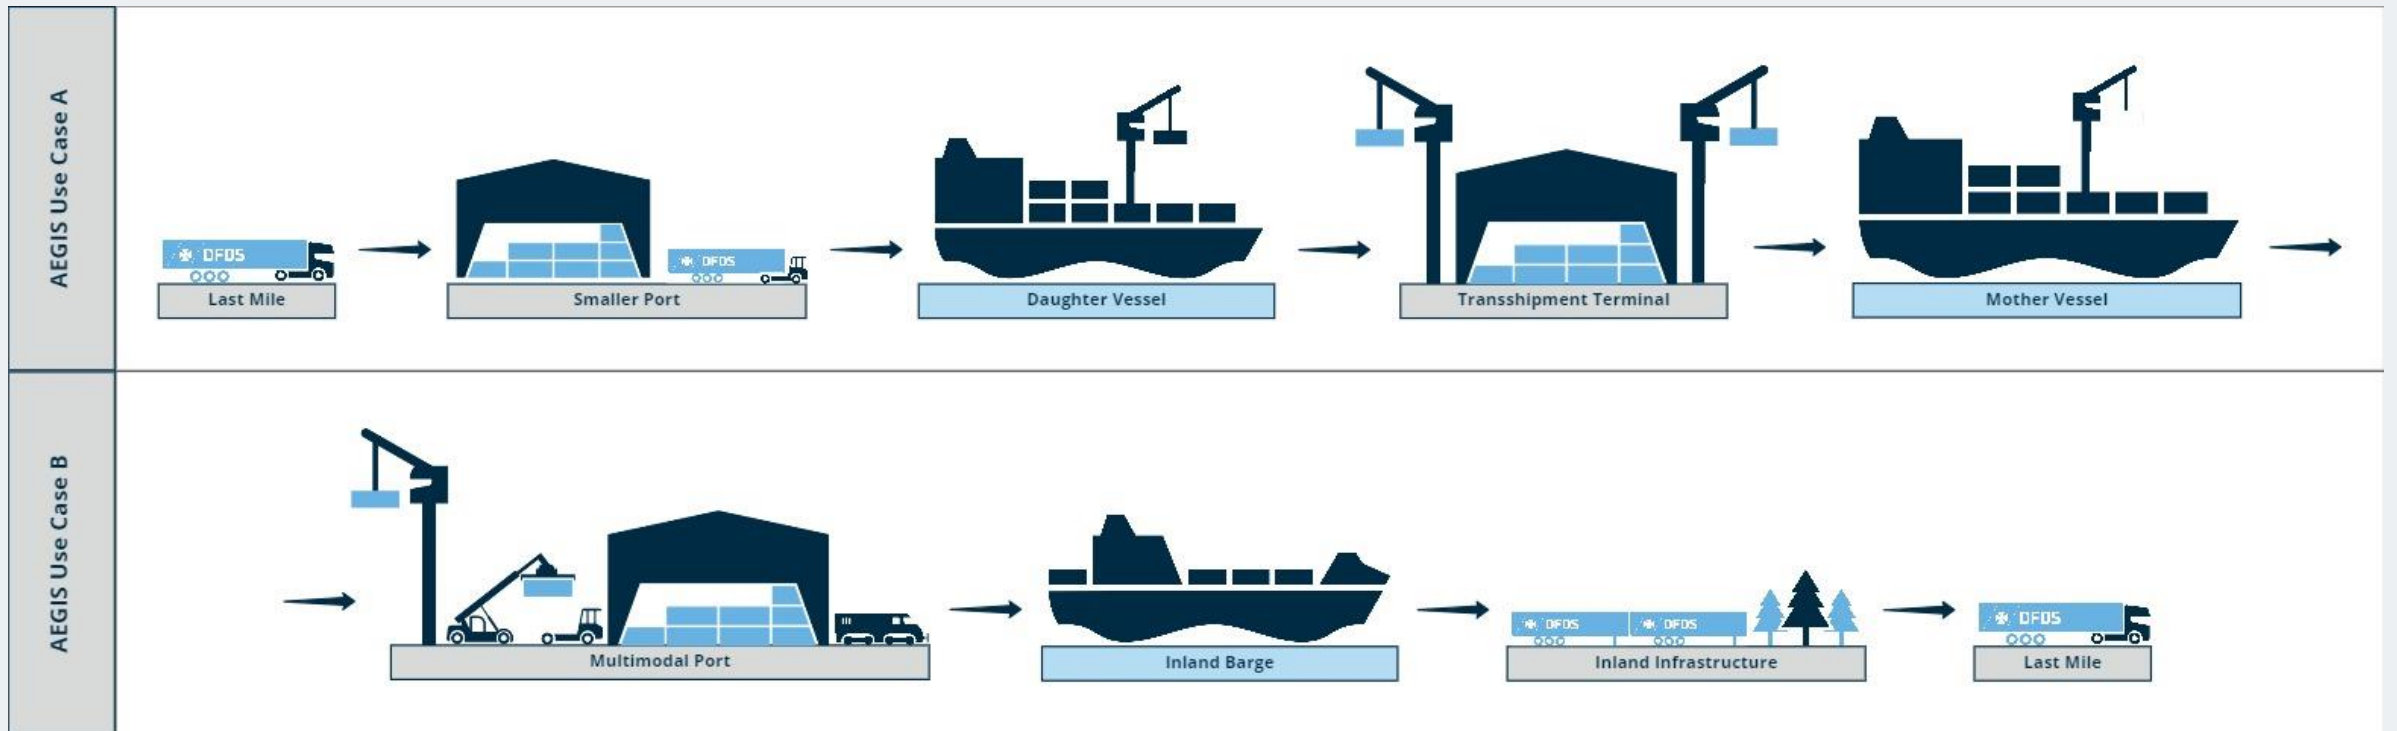 AEGIS Use Case A
DFDS
DFDS
Last Mile
Smaller Port
Daughter Vessel
Transshipment Terminal
Mother Vessel
AEGIS Use Case B
DFDS
DFDS
DFDS
Multimodal Port
Inland Barge
Inland Infrastructure
Last Mile